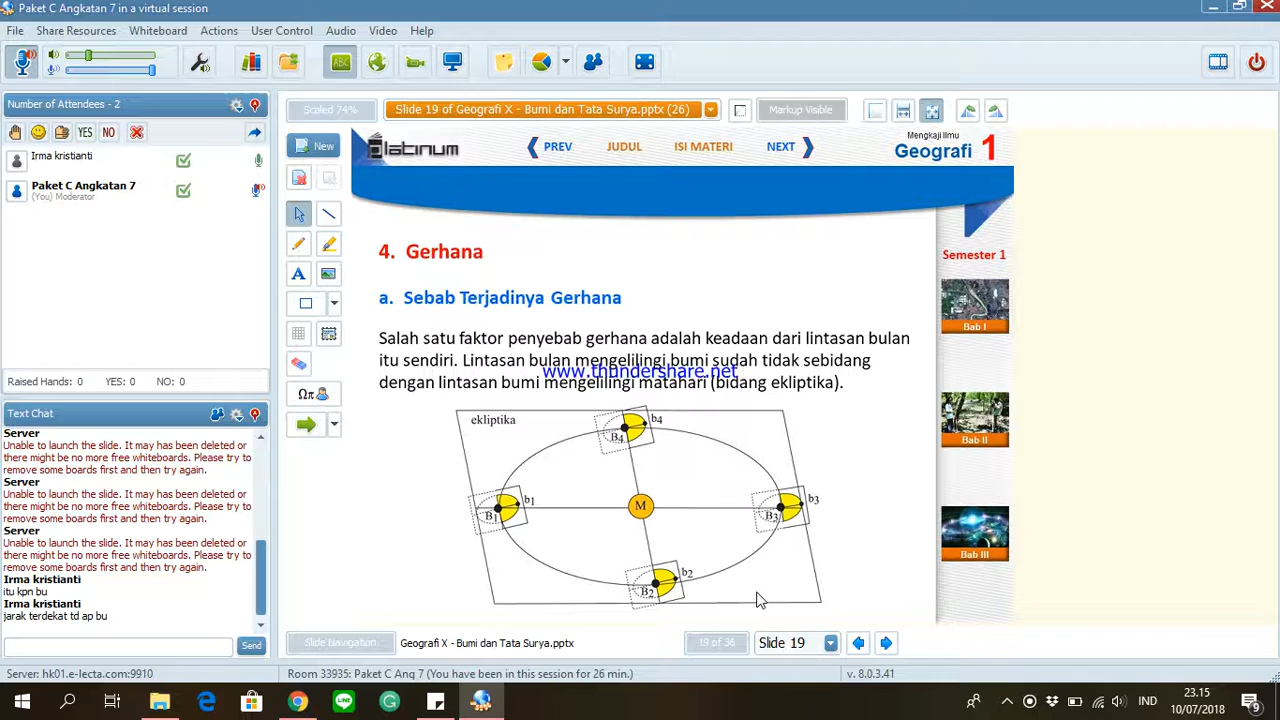 Paket C Angkatan 7 in a virtual session
File Share Resources Whiteboard Actions User Control Audio Video Help
ABC
Number of Attendees - 2
YES NO
Irma kristianti
Paket C Angkatan 7
(You) Moderator
Raised Hands: 0 YES: 0 NO: 0
Text Chat
Server
Unable to launch the slide. It may has been deleted or
there might be no more free whiteboards. Please try to
remove some boards first and then try again.
Server
Unable to launch the slide. It may has been deleted or
there might be no more free whiteboards. Please try to
remove some boards first and then try again.
Server
Unable to launch the slide. It may has been deleted or
there might be no more free whiteboards. Please try to
remove some boards first and then try again.
Irma kristianti
itu kpn bu
Irma kristianti
jarak terdekat td ap bu
Send
Scaled 74%
Slide 19 of Geografi X - Bumi dan Tata Surya.pptx (26)
Markup Visible
New
A
Ωπ
Platinum
PREV JUDUL ISI MATERI NEXT
Mengkaji Ilmu
Geografi 1
4. Gerhana
a. Sebab Terjadinya Gerhana
Salah satu faktor penyebab gerhana adalah keadaan dari lintasan bulan
itu sendiri. Lintasan bulan mengelilingi bumi sudah tidak sebidang
www.thundershare.net
dengan lintasan bumi mengelilingi matahari (bidang ekliptika).
ekliptika
B4 b4
B1 b1
M
B3 b3
B2 b2
Semester 1
Bab I
Bab II
Bab III
Slide Navigation
Geografi X - Bumi dan Tata Surya.pptx
19 of 36
Slide 19
Server: hk01.e-lecta.com:9910
Room 33935: Paket C Ang 7 (You have been in this session for 26 min.)
v. 8.0.3.41
IND
23.15
10/07/2018
9